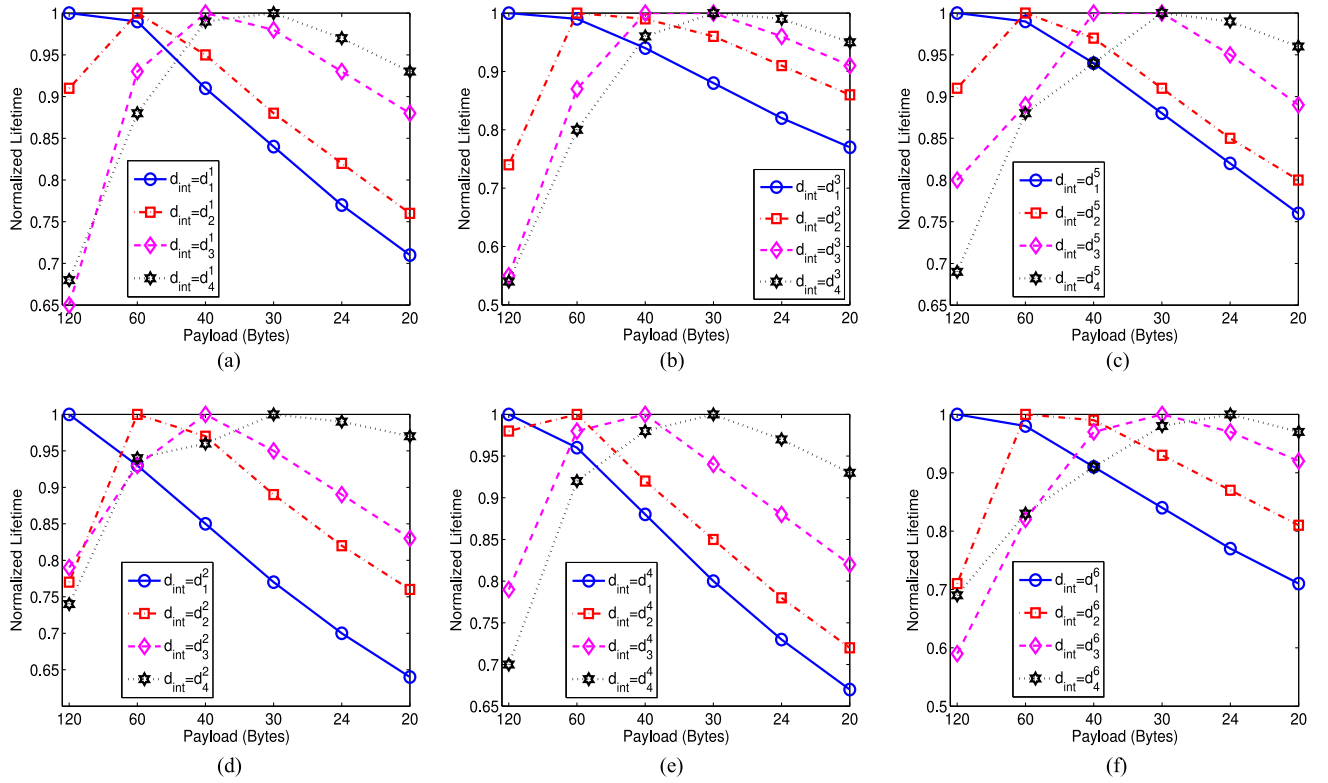 1
0.95
0.9
0.85
0.8
0.75
0.7
0.65
Normalized Lifetime
d_int=d_1^1
d_int=d_2^1
d_int=d_3^1
d_int=d_4^1
120 60 40 30 24 20
Payload (Bytes)
(a)
1
0.9
0.8
0.7
0.6
0.5
Normalized Lifetime
d_int=d_1^3
d_int=d_2^3
d_int=d_3^3
d_int=d_4^3
120 60 40 30 24 20
Payload (Bytes)
(b)
1
0.95
0.9
0.85
0.8
0.75
0.7
0.65
Normalized Lifetime
d_int=d_1^5
d_int=d_2^5
d_int=d_3^5
d_int=d_4^5
120 60 40 30 24 20
Payload (Bytes)
(c)
1
0.95
0.9
0.85
0.8
0.75
0.7
0.65
Normalized Lifetime
d_int=d_1^2
d_int=d_2^2
d_int=d_3^2
d_int=d_4^2
120 60 40 30 24 20
Payload (Bytes)
(d)
1
0.95
0.9
0.85
0.8
0.75
0.7
0.65
Normalized Lifetime
d_int=d_1^4
d_int=d_2^4
d_int=d_3^4
d_int=d_4^4
120 60 40 30 24 20
Payload (Bytes)
(e)
1
0.9
0.8
0.7
0.6
0.5
Normalized Lifetime
d_int=d_1^6
d_int=d_2^6
d_int=d_3^6
d_int=d_4^6
120 60 40 30 24 20
Payload (Bytes)
(f)